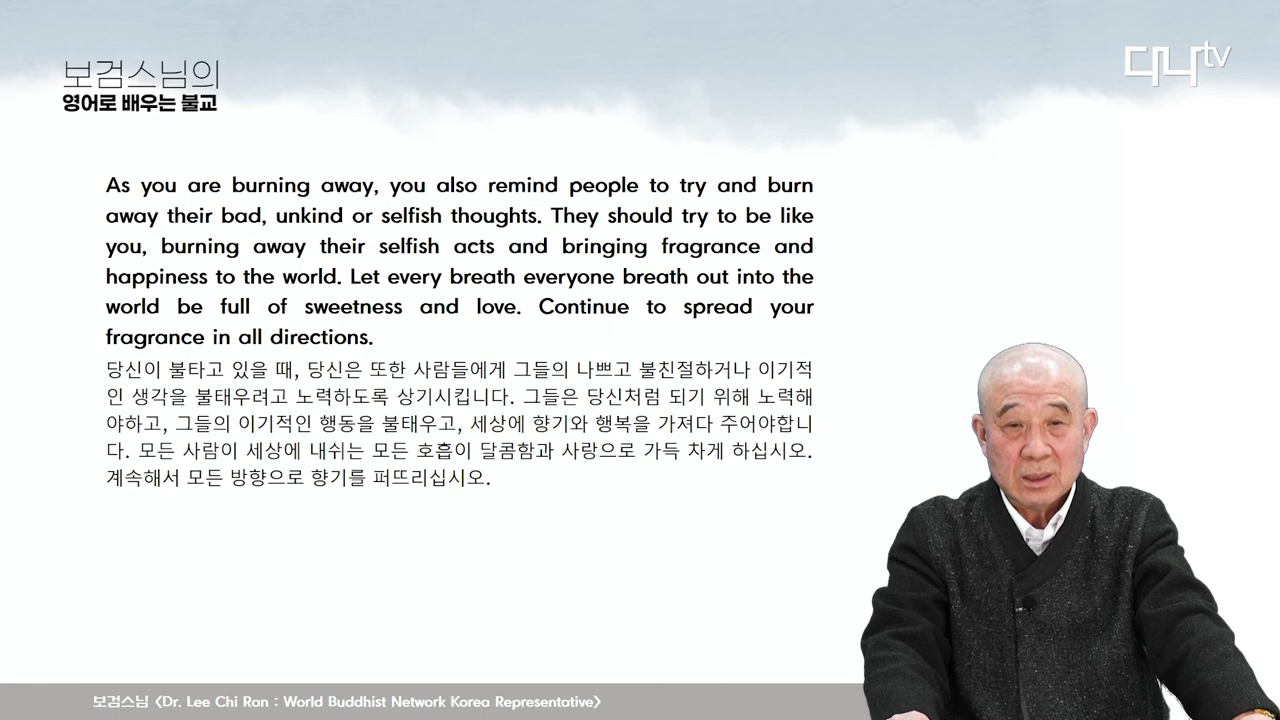 보검스님의
영어로 배우는 불교
다나tv
As you are burning away, you also remind people to try and burn
away their bad, unkind or selfish thoughts. They should try to be like
you, burning away their selfish acts and bringing fragrance and
happiness to the world. Let every breath everyone breath out into the
world be full of sweetness and love. Continue to spread your
fragrance in all directions.
당신이 불타고 있을 때, 당신은 또한 사람들에게 그들의 나쁘고 불친절하거나 이기적
인 생각을 불태우려고 노력하도록 상기시킵니다. 그들은 당신처럼 되기 위해 노력해
야하고, 그들의 이기적인 행동을 불태우고, 세상에 향기와 행복을 가져다 주어야합니
다. 모든 사람이 세상에 내쉬는 모든 호흡이 달콤함과 사랑으로 가득 차게 하십시오.
계속해서 모든 방향으로 향기를 퍼뜨리십시오.
보검스님 <Dr. Lee Chi Ran : World Buddhist Network Korea Representative>